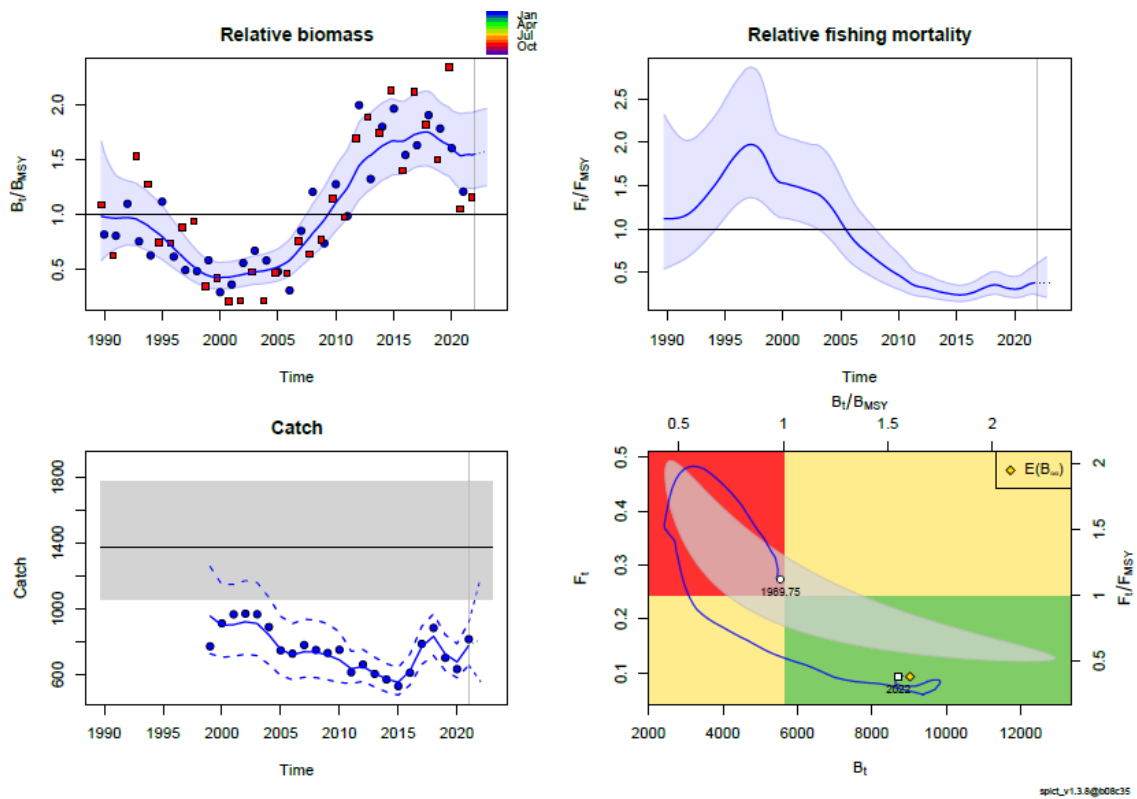 Jan
Apr
Jul
Oct
Relative biomass
Bt/BMSY
0.5 1.0 1.5 2.0
1990 1995 2000 2005 2010 2015 2020
Time
Relative fishing mortality
Ft/FMSY
0.5 1.0 1.5 2.0 2.5
1990 1995 2000 2005 2010 2015 2020
Time
Catch
Catch
600 1000 1400 1800
1990 1995 2000 2005 2010 2015 2020
Time
Bt/BMSY
0.5 1 1.5 2
E(B∞)
Ft
0.1 0.2 0.3 0.4 0.5
Ft/FMSY
0.5 1 1.5 2
1989.75
2022
2000 4000 6000 8000 10000 12000
Bt
spict_v1.3.8@b08c35